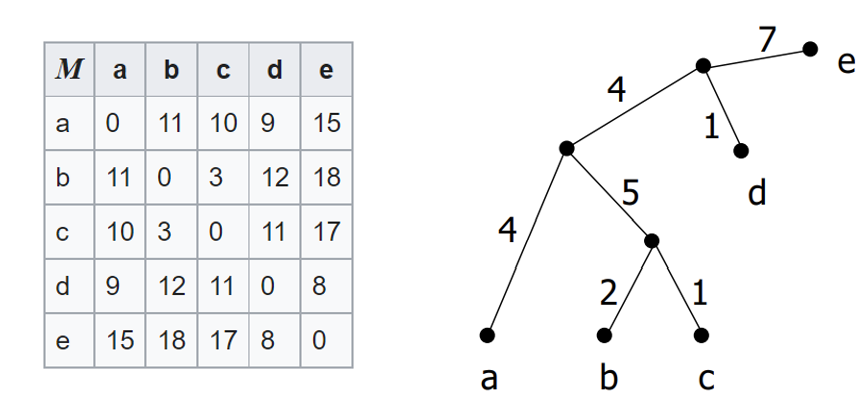 M a b c d e
a 0 11 10 9 15
b 11 0 3 12 18
c 10 3 0 11 17
d 9 12 11 0 8
e 15 18 17 8 0
7
e
4
1
d
5
4
2 1
a b c